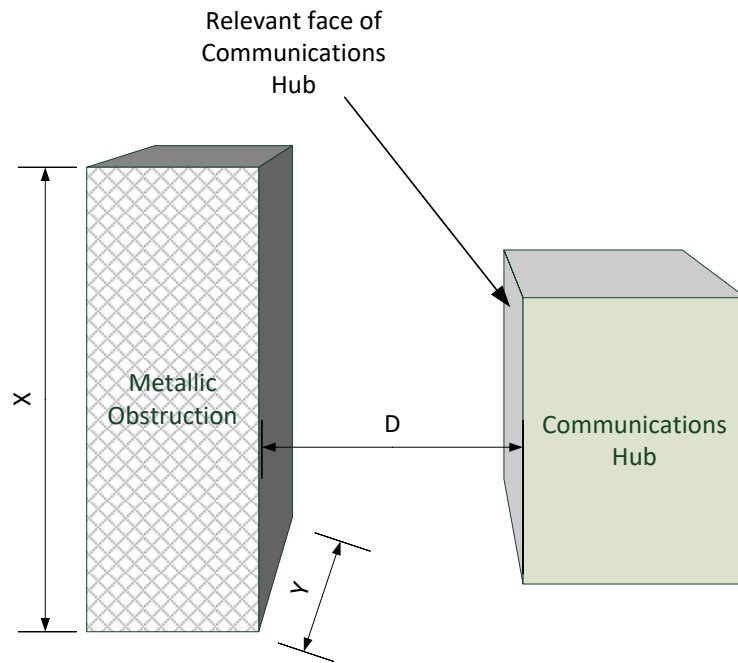 Relevant face of
Communications
Hub
Metallic
Obstruction
X
D
Communications
Hub
Y